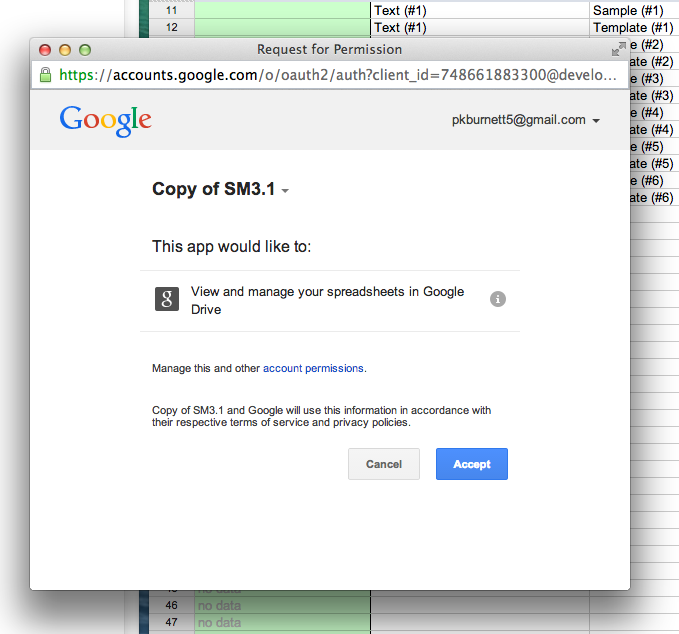 11 Text (#1) Sample (#1)
12 Text (#1) Template (#1)
Request for Permission
e (#2)
https://accounts.google.com/o/oauth2/auth?client_id=748661883300@develo...
ate (#2)
e (#3)
ate (#3)
Google
pkburnett5@gmail.com
e (#4)
ate (#4)
e (#5)
ate (#5)
e (#6)
ate (#6)
Copy of SM3.1
This app would like to:
g
View and manage your spreadsheets in Google
Drive
i
Manage this and other account permissions.
Copy of SM3.1 and Google will use this information in accordance with
their respective terms of service and privacy policies.
Cancel Accept
45 no data
46 no data
47 no data